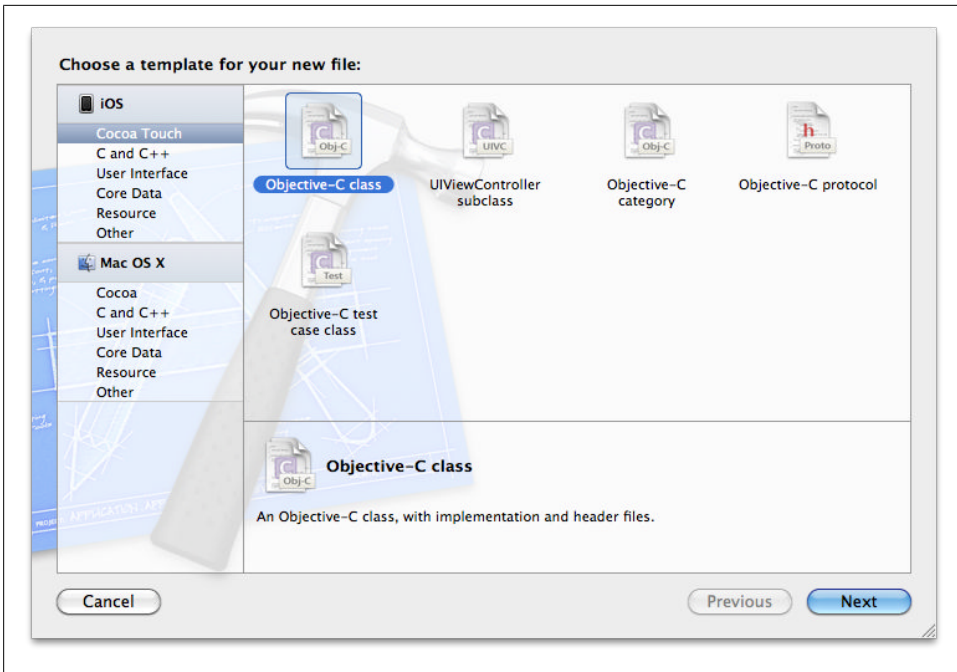 Choose a template for your new file:
iOS
Cocoa Touch
C and C++
User Interface
Core Data
Resource
Other
Mac OS X
Cocoa
C and C++
User Interface
Core Data
Resource
Other
Obj-C
Objective-C class
UIVC
UIViewController
subclass
Obj-C
Objective-C
category
h
Proto
Objective-C protocol
Test
Objective-C test
case class
Obj-C
Objective-C class
An Objective-C class, with implementation and header files.
Cancel
Previous
Next